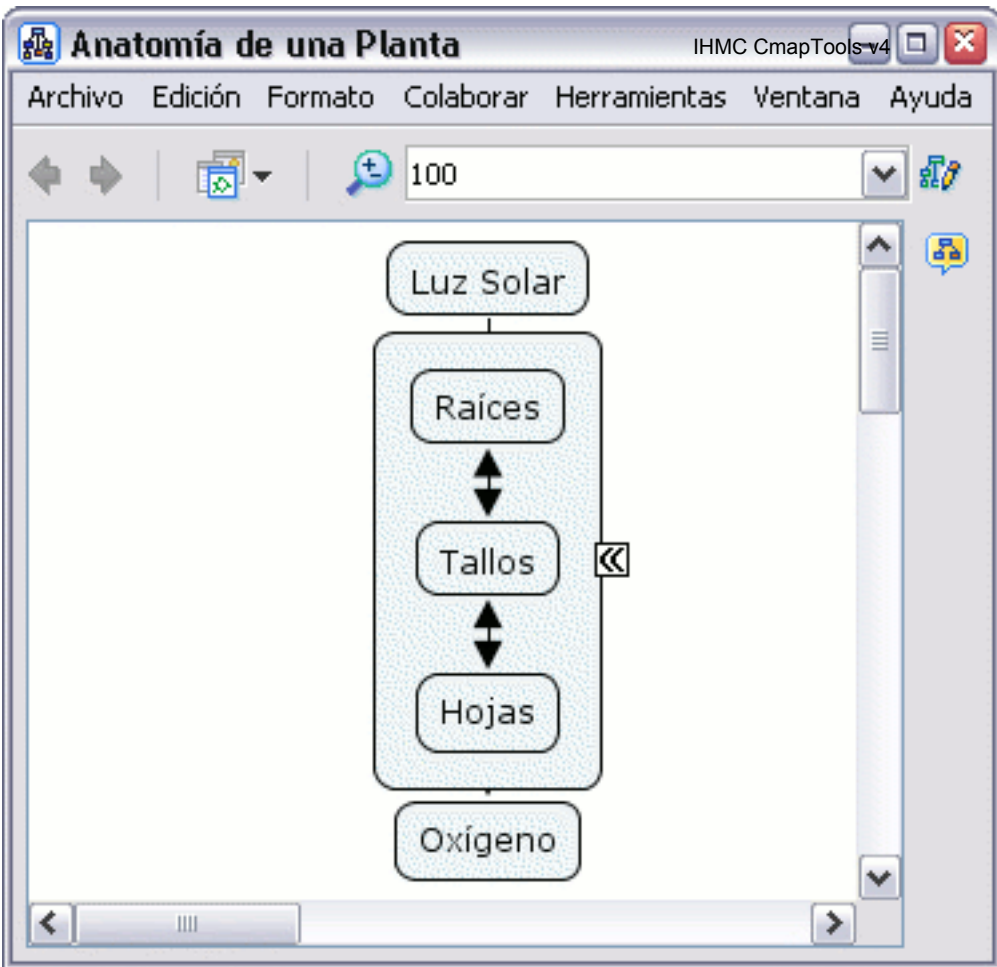 Anatomía de una Planta IHMC CmapTools v4
Archivo Edición Formato Colaborar Herramientas Ventana Ayuda
100
Luz Solar
Raíces
Tallos
Hojas
Oxígeno